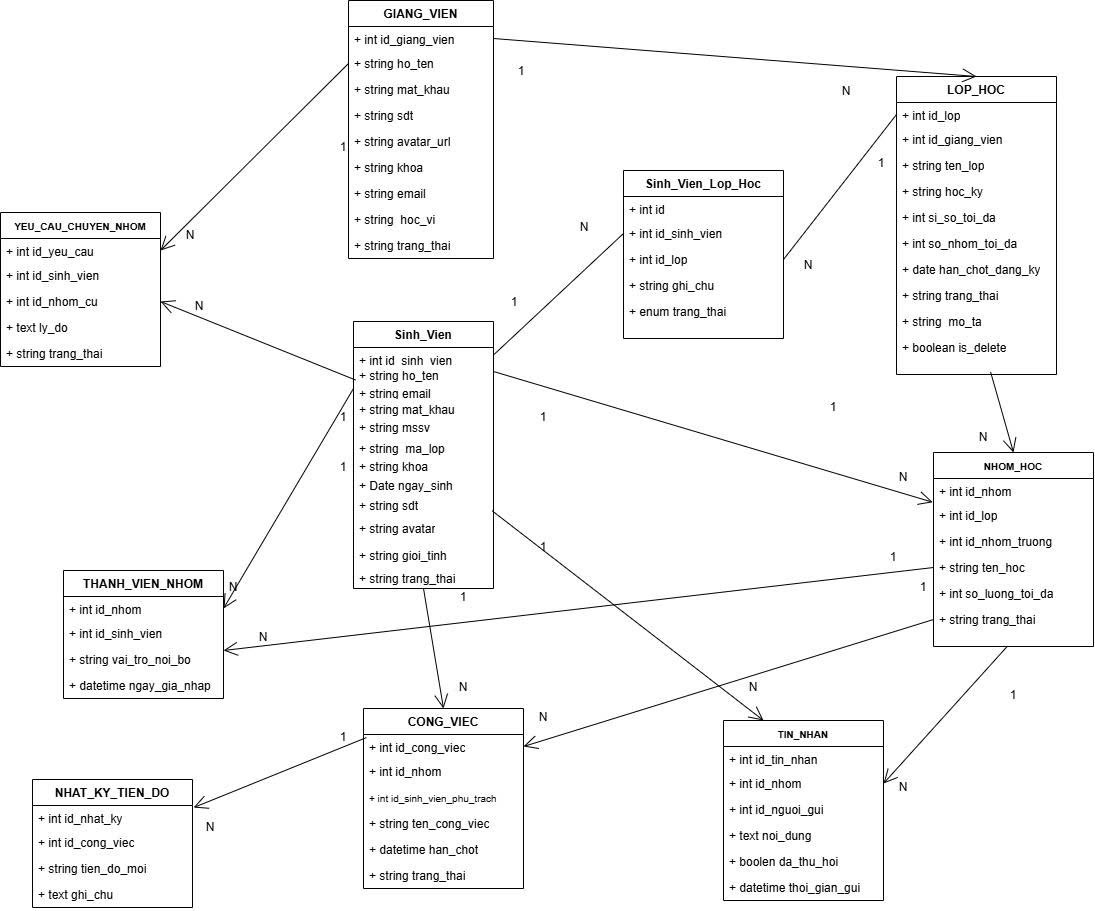 GIANG_VIEN
+ int id_giang_vien
+ string ho_ten
+ string mat_khau
+ string sdt
+ string avatar_url
+ string khoa
+ string email
+ string  hoc_vi
+ string trang_thai
1
N
1
N
LOP_HOC
+ int id_lop
+ int id_giang_vien
+ string ten_lop
+ string hoc_ky
+ int si_so_toi_da
+ int so_nhom_toi_da
+ date han_chot_dang_ky
+ string trang_thai
+ string  mo_ta
+ boolean is_delete
1
N
Sinh_Vien_Lop_Hoc
+ int id
+ int id_sinh_vien
+ int id_lop
+ string ghi_chu
+ enum trang_thai
N
1
YEU_CAU_CHUYEN_NHOM
+ int id_yeu_cau
+ int id_sinh_vien
+ int id_nhom_cu
+ text ly_do
+ string trang_thai
N
Sinh_Vien
+ int id_sinh_vien
+ string ho_ten
+ string email
+ string mat_khau
+ string mssv
+ string  ma_lop
+ string khoa
+ Date ngay_sinh
+ string sdt
+ string avatar
+ string gioi_tinh
+ string trang_thai
1
1
1
1
1
N
1
N
NHOM_HOC
+ int id_nhom
+ int id_lop
+ int id_nhom_truong
+ string ten_hoc
+ int so_luong_toi_da
+ string trang_thai
N
1
1
1
THANH_VIEN_NHOM
+ int id_nhom
+ int id_sinh_vien
+ string vai_tro_noi_bo
+ datetime ngay_gia_nhap
N
N
N
N
N
N
CONG_VIEC
+ int id_cong_viec
+ int id_nhom
+ int id_sinh_vien_phu_trach
+ string ten_cong_viec
+ datetime han_chot
+ string trang_thai
1
N
NHAT_KY_TIEN_DO
+ int id_nhat_ky
+ int id_cong_viec
+ string tien_do_moi
+ text ghi_chu
TIN_NHAN
+ int id_tin_nhan
+ int id_nhom
+ int id_nguoi_gui
+ text noi_dung
+ boolen da_thu_hoi
+ datetime thoi_gian_gui